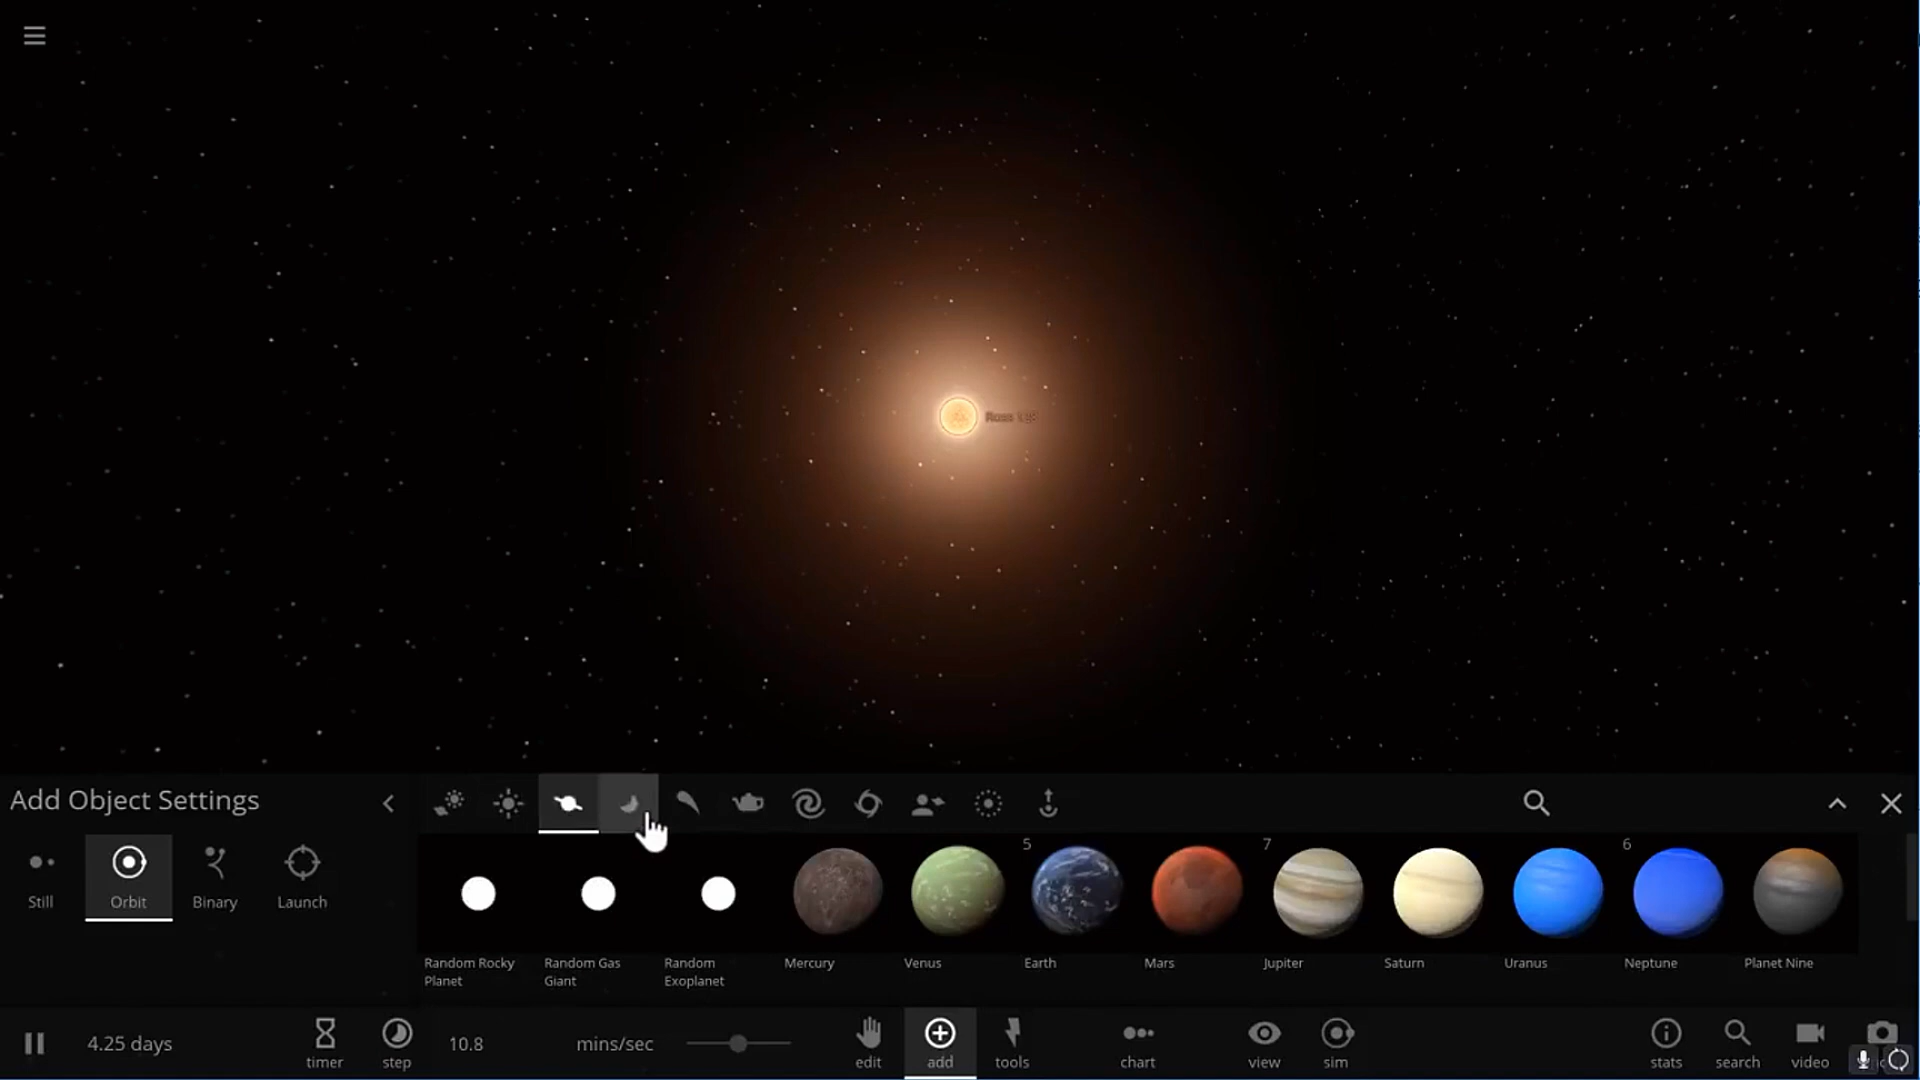 Ross 128
Add Object Settings
Still
Orbit
Binary
Launch
5
7
6
Random Rocky
Planet
Random Gas
Giant
Random
Exoplanet
Mercury
Venus
Earth
Mars
Jupiter
Saturn
Uranus
Neptune
Planet Nine
4.25 days
timer
step
10.8
mins/sec
edit
add
tools
chart
view
sim
stats
search
video